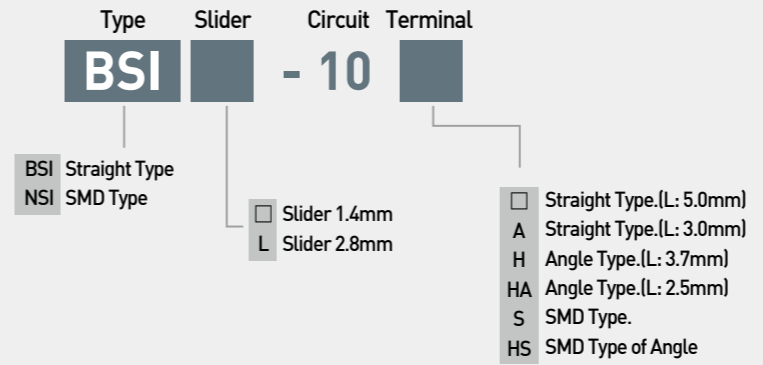 Type Slider Circuit Terminal
BSI - 10
BSI Straight Type
NSI SMD Type
□ Slider 1.4mm
L Slider 2.8mm
□ Straight Type.(L: 5.0mm)
A Straight Type.(L: 3.0mm)
H Angle Type.(L: 3.7mm)
HA Angle Type.(L: 2.5mm)
S SMD Type.
HS SMD Type of Angle